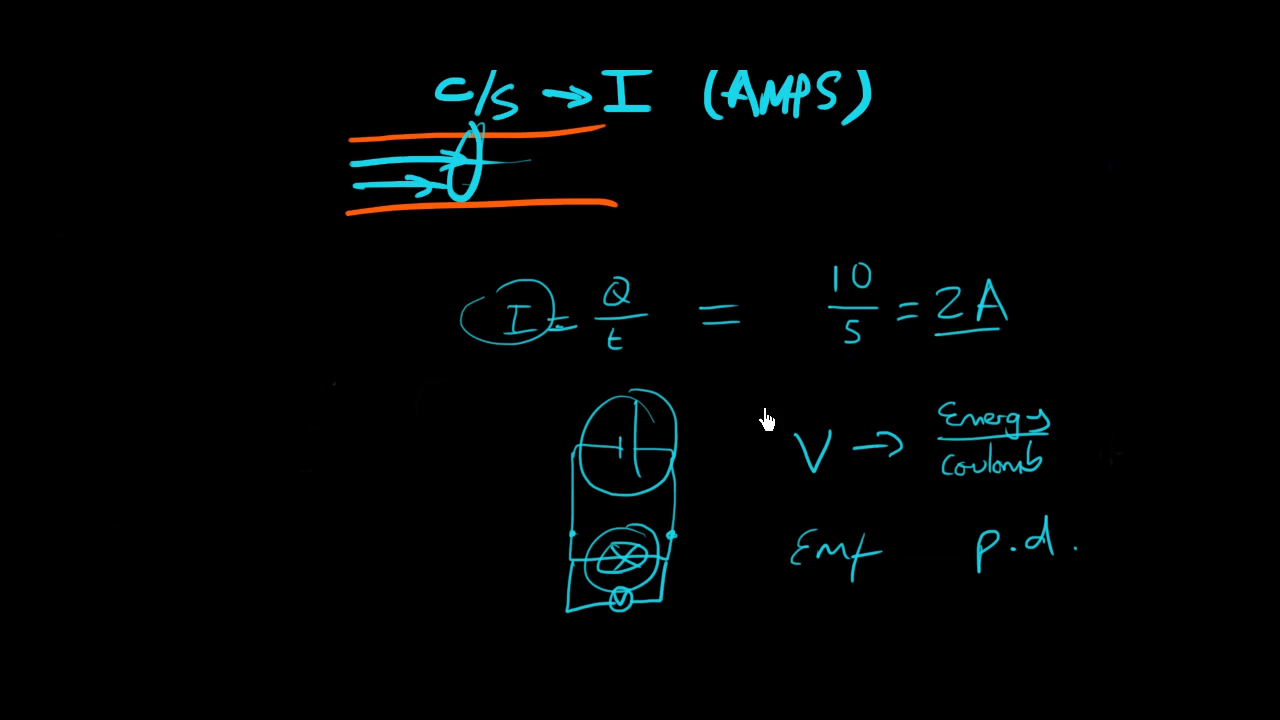 C/S → I (AMPS)
I = Q/t = 10/5 = 2A
V → Energy/Coulomb
Emf p.d.
V